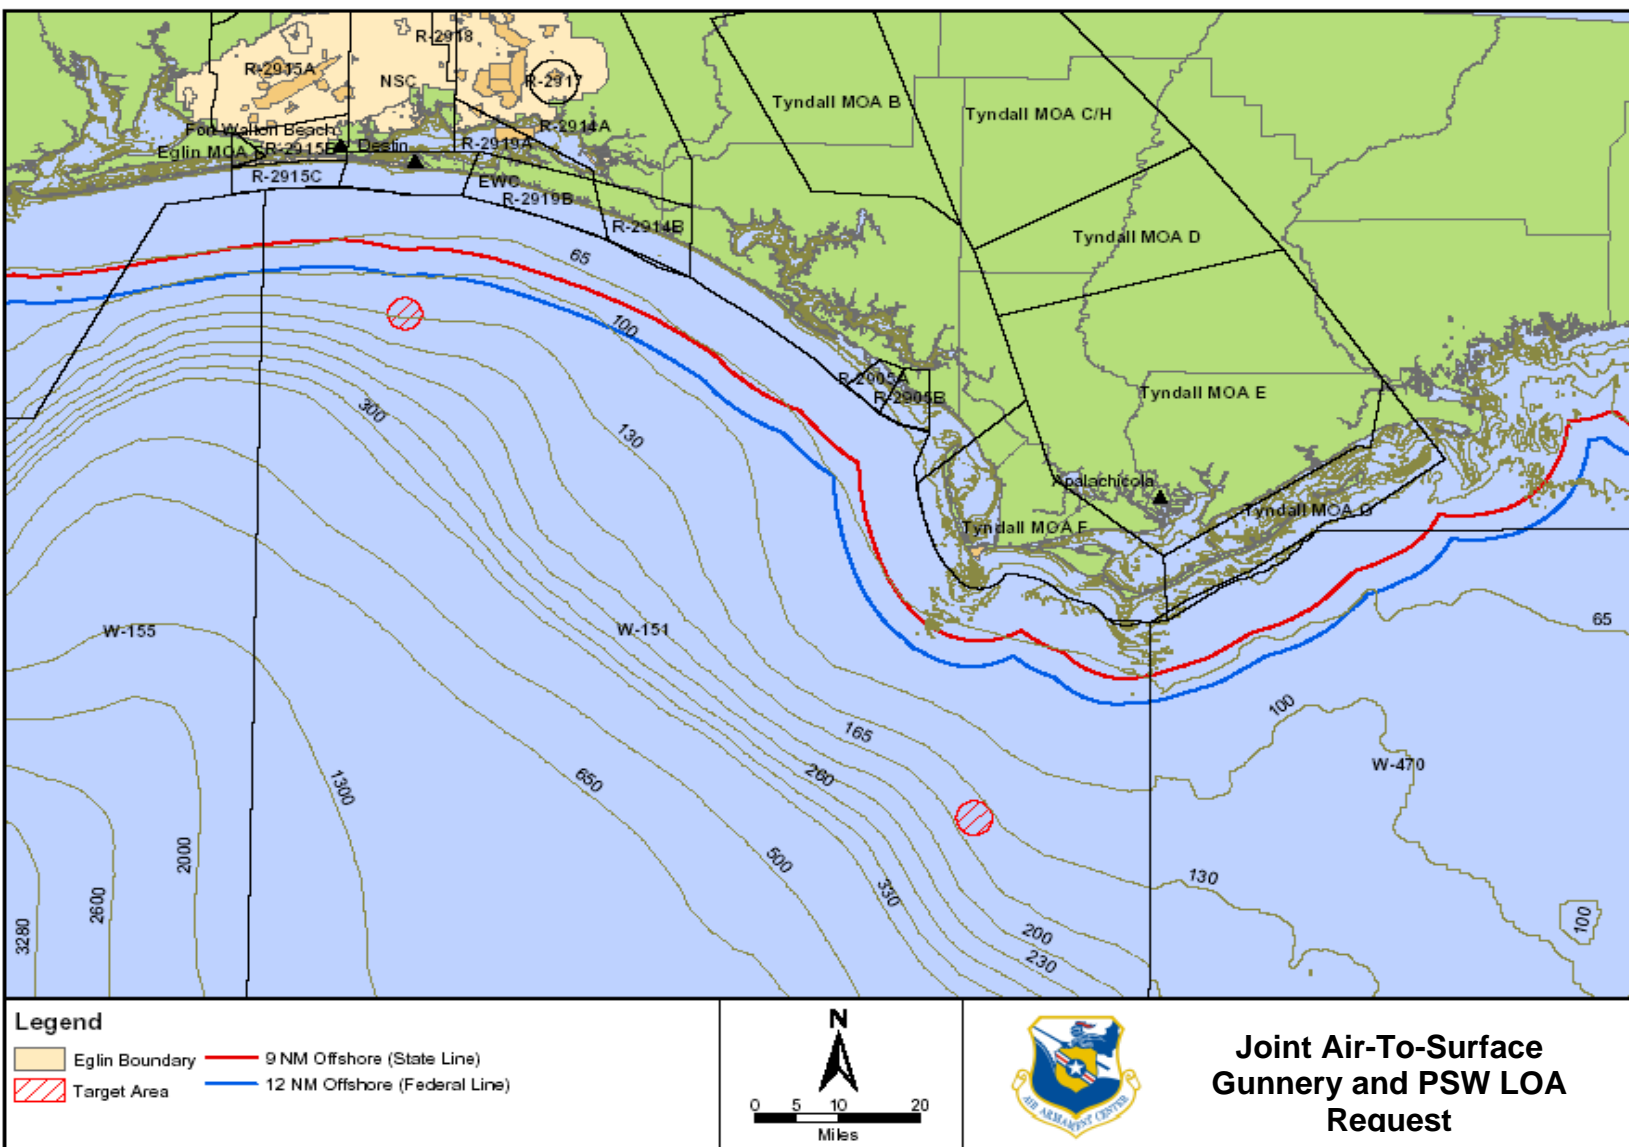 R-2918
R-2915A
NSC
R-2917
Tyndall MOA B
Tyndall MOA C/H
R-2914A
Fort Walton Beach
Destin
R-2919A
Eglin MOA E
R-2915B
R-2915C
EWC
R-2919B
R-2914B
Tyndall MOA D
65
100
R-2905A
R-2905B
Tyndall MOA E
300
130
Apalachicola
Tyndall MOA F
Tyndall MOA G
W-155
W-151
65
100
165
W-470
260
1300
650
500
330
130
2000
2600
3280
200
230
100
Legend
Eglin Boundary
9 NM Offshore (State Line)
Target Area
12 NM Offshore (Federal Line)
N
0 5 10 20
Miles
AIR ARMAMENT CENTER
Joint Air-To-Surface
Gunnery and PSW LOA
Request